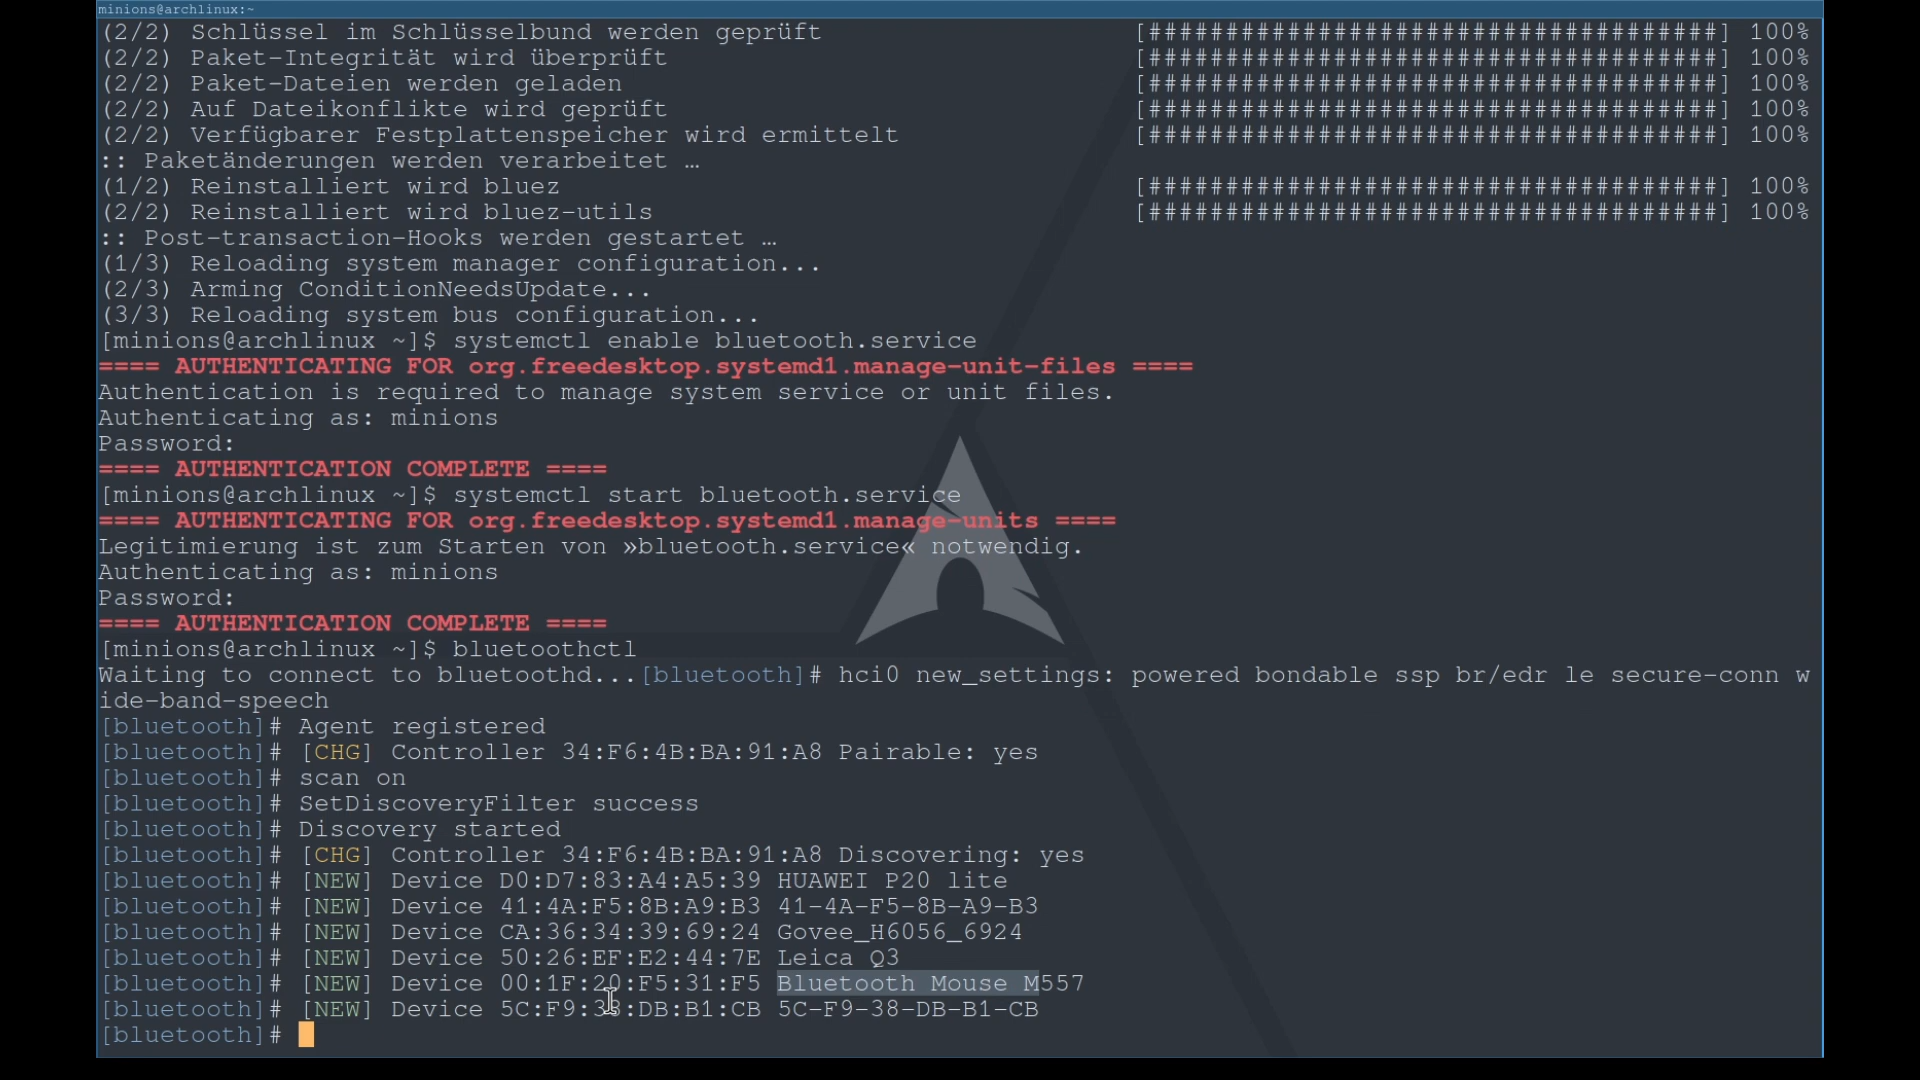 minions@archlinux:~
(2/2) Schlüssel im Schlüsselbund werden geprüft [#####################################] 100%
(2/2) Paket-Integrität wird überprüft [#####################################] 100%
(2/2) Paket-Dateien werden geladen [#####################################] 100%
(2/2) Auf Dateikonflikte wird geprüft [#####################################] 100%
(2/2) Verfügbarer Festplattenspeicher wird ermittelt [#####################################] 100%
:: Paketänderungen werden verarbeitet …
(1/2) Reinstalliert wird bluez [#####################################] 100%
(2/2) Reinstalliert wird bluez-utils [#####################################] 100%
:: Post-transaction-Hooks werden gestartet …
(1/3) Reloading system manager configuration...
(2/3) Arming ConditionNeedsUpdate...
(3/3) Reloading system bus configuration...
[minions@archlinux ~]$ systemctl enable bluetooth.service
==== AUTHENTICATING FOR org.freedesktop.systemd1.manage-unit-files ====
Authentication is required to manage system service or unit files.
Authenticating as: minions
Password:
==== AUTHENTICATION COMPLETE ====
[minions@archlinux ~]$ systemctl start bluetooth.service
==== AUTHENTICATING FOR org.freedesktop.systemd1.manage-units ====
Legitimierung ist zum Starten von »bluetooth.service« notwendig.
Authenticating as: minions
Password:
==== AUTHENTICATION COMPLETE ====
[minions@archlinux ~]$ bluetoothctl
Waiting to connect to bluetoothd...[bluetooth]# hci0 new_settings: powered bondable ssp br/edr le secure-conn w
ide-band-speech
[bluetooth]# Agent registered
[bluetooth]# [CHG] Controller 34:F6:4B:BA:91:A8 Pairable: yes
[bluetooth]# scan on
[bluetooth]# SetDiscoveryFilter success
[bluetooth]# Discovery started
[bluetooth]# [CHG] Controller 34:F6:4B:BA:91:A8 Discovering: yes
[bluetooth]# [NEW] Device D0:D7:83:A4:A5:39 HUAWEI P20 lite
[bluetooth]# [NEW] Device 41:4A:F5:8B:A9:B3 41-4A-F5-8B-A9-B3
[bluetooth]# [NEW] Device CA:36:34:39:69:24 Govee_H6056_6924
[bluetooth]# [NEW] Device 50:26:EF:E2:44:7E Leica Q3
[bluetooth]# [NEW] Device 00:1F:20:F5:31:F5 Bluetooth Mouse M557
[bluetooth]# [NEW] Device 5C:F9:38:DB:B1:CB 5C-F9-38-DB-B1-CB
[bluetooth]#